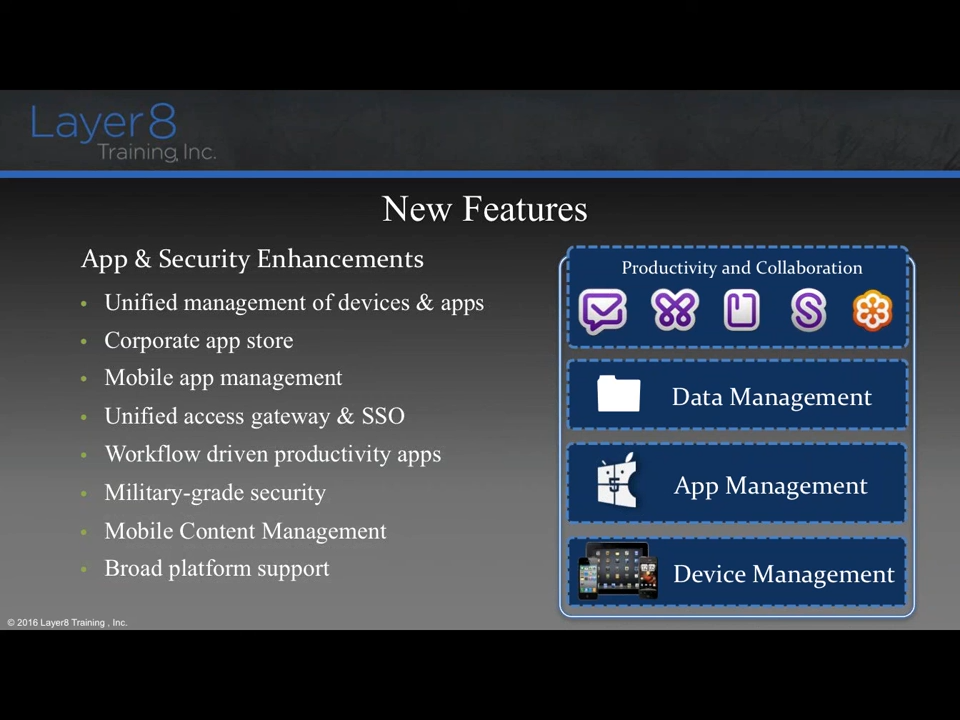 Layer8
Training, Inc.
New Features
App & Security Enhancements
• Unified management of devices & apps
• Corporate app store
• Mobile app management
• Unified access gateway & SSO
• Workflow driven productivity apps
• Military-grade security
• Mobile Content Management
• Broad platform support
Productivity and Collaboration
Data Management
App Management
Device Management
© 2016 Layer8 Training , Inc.